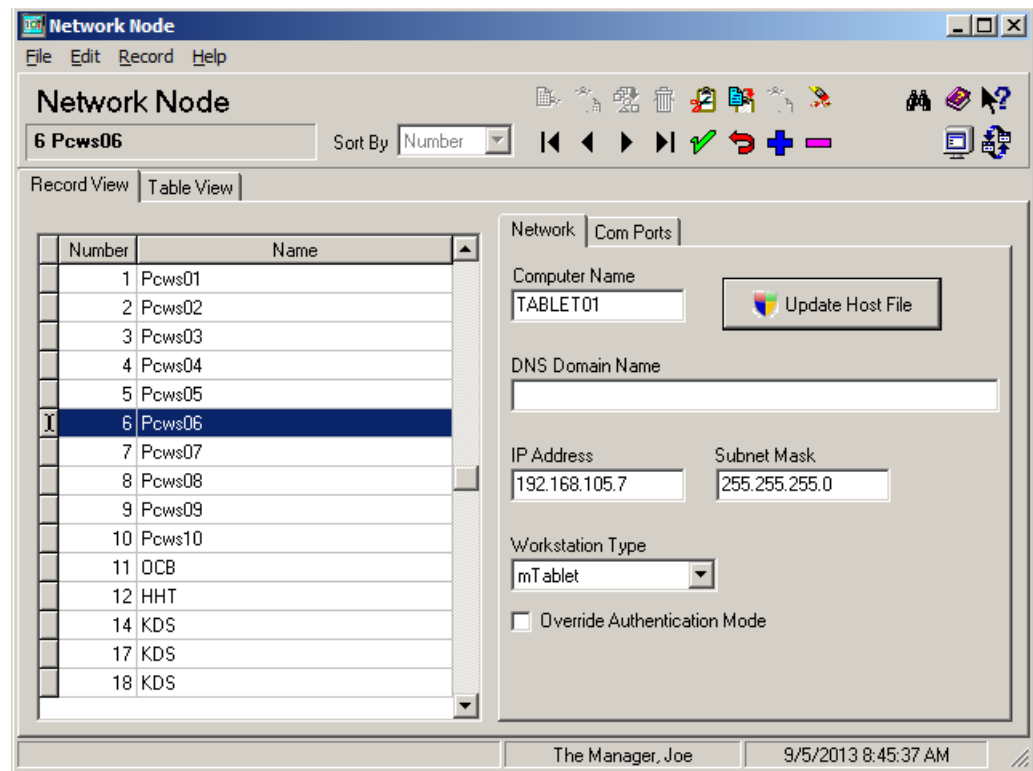 Network Node
File Edit Record Help
Network Node
6 Pcws06
Sort By Number
Record View Table View
Number Name
1 Pcws01
2 Pcws02
3 Pcws03
4 Pcws04
5 Pcws05
6 Pcws06
7 Pcws07
8 Pcws08
9 Pcws09
10 Pcws10
11 OCB
12 HHT
14 KDS
17 KDS
18 KDS
Network Com Ports
Computer Name
TABLET01
Update Host File
DNS Domain Name
IP Address Subnet Mask
192.168.105.7 255.255.255.0
Workstation Type
mTablet
Override Authentication Mode
The Manager, Joe 9/5/2013 8:45:37 AM